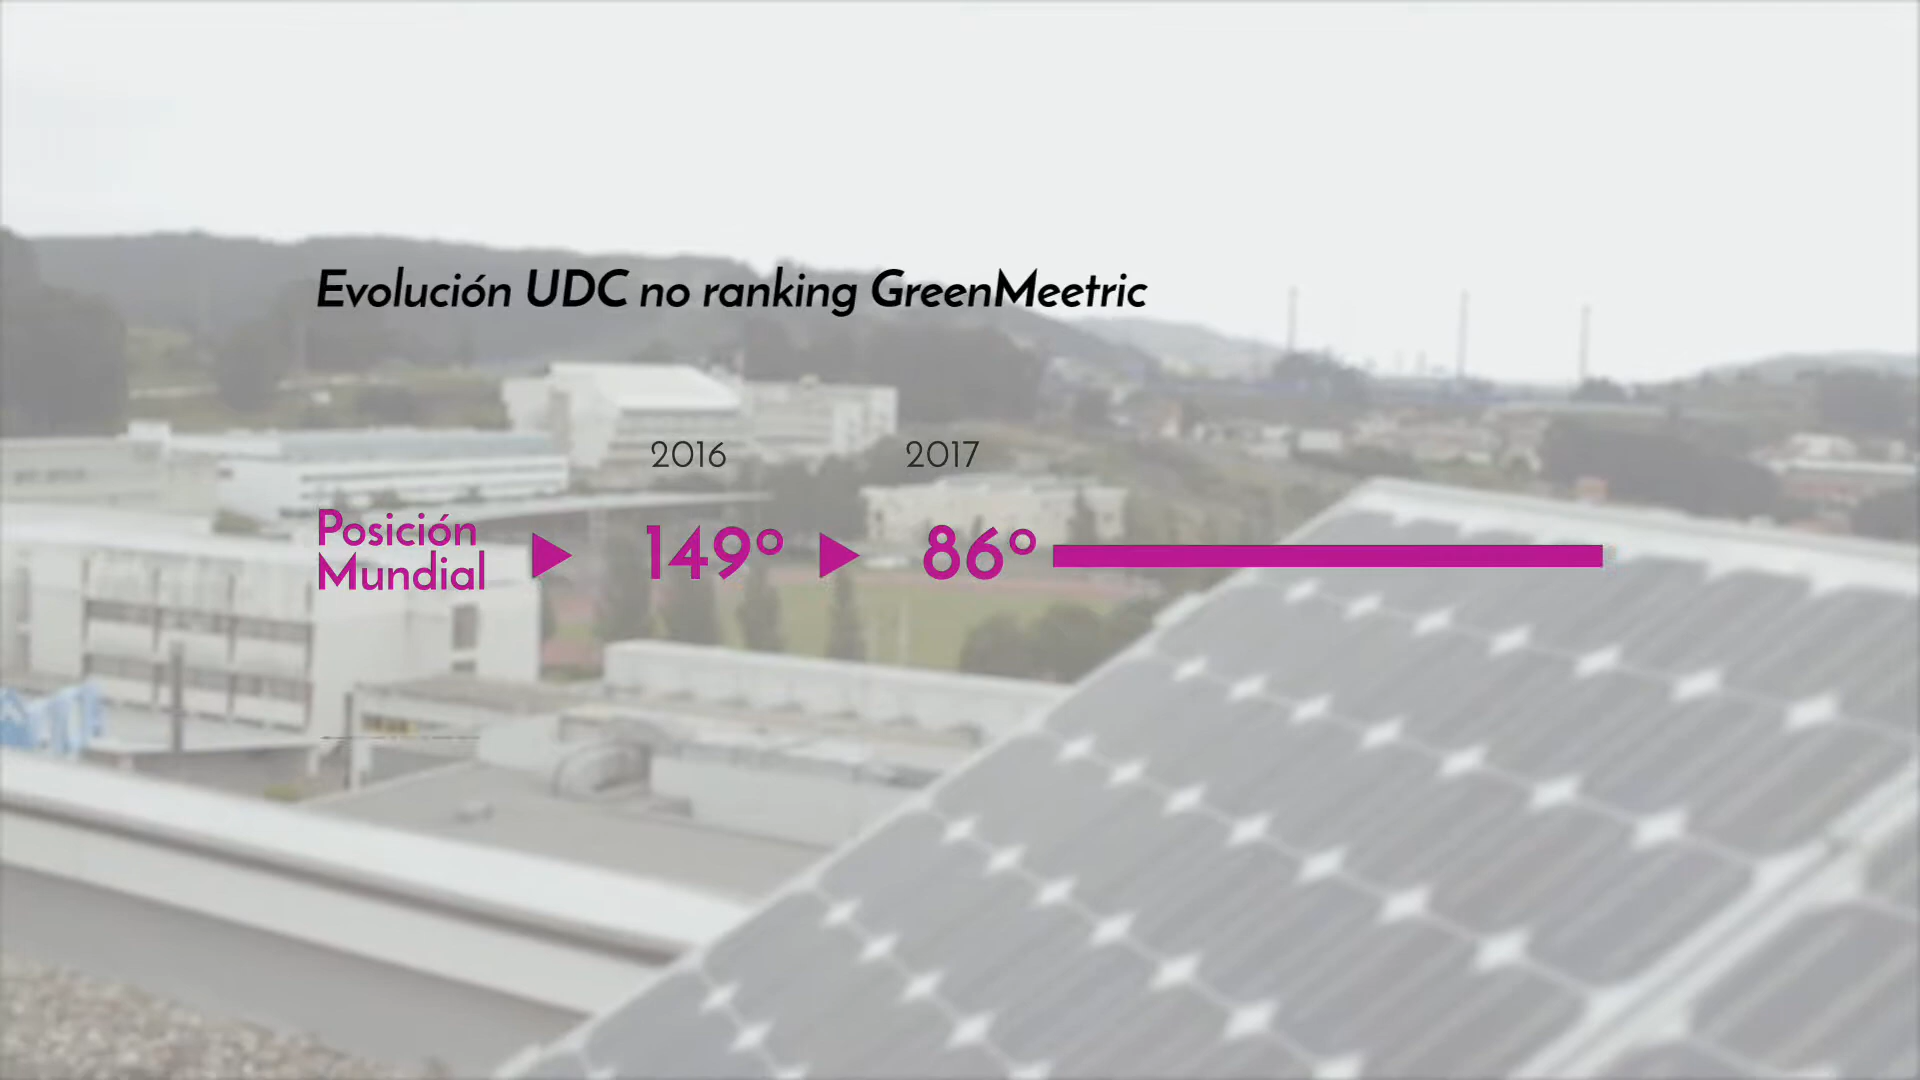 Evolución UDC no ranking GreenMeetric
2016 2017
Posición
Mundial
149º 86º